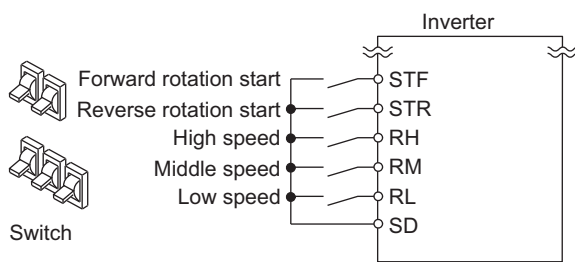 Inverter
Forward rotation start STF
Reverse rotation start STR
High speed RH
Middle speed RM
Low speed RL
SD
Switch